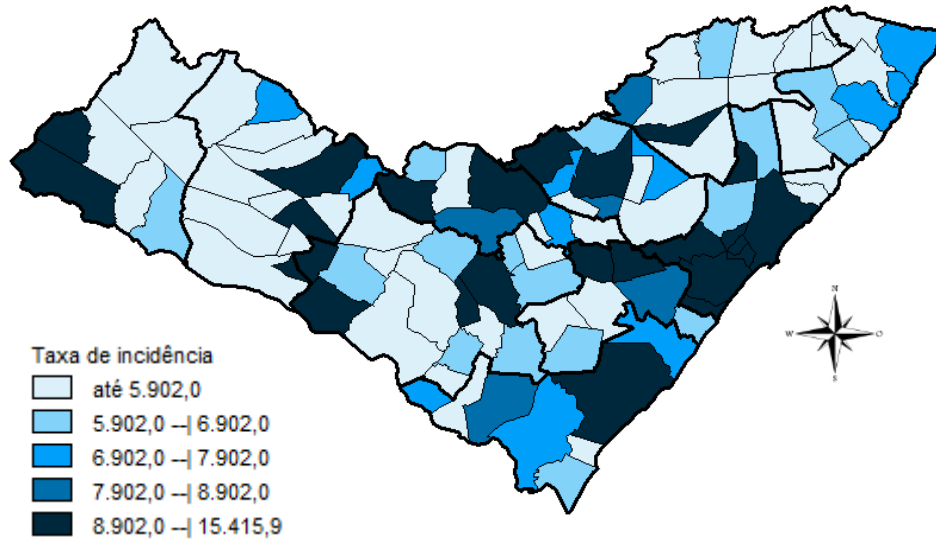 N
W
O
S
Taxa de incidência
até 5.902,0
5.902,0 --| 6.902,0
6.902,0 --| 7.902,0
7.902,0 --| 8.902,0
8.902,0 --| 15.415,9